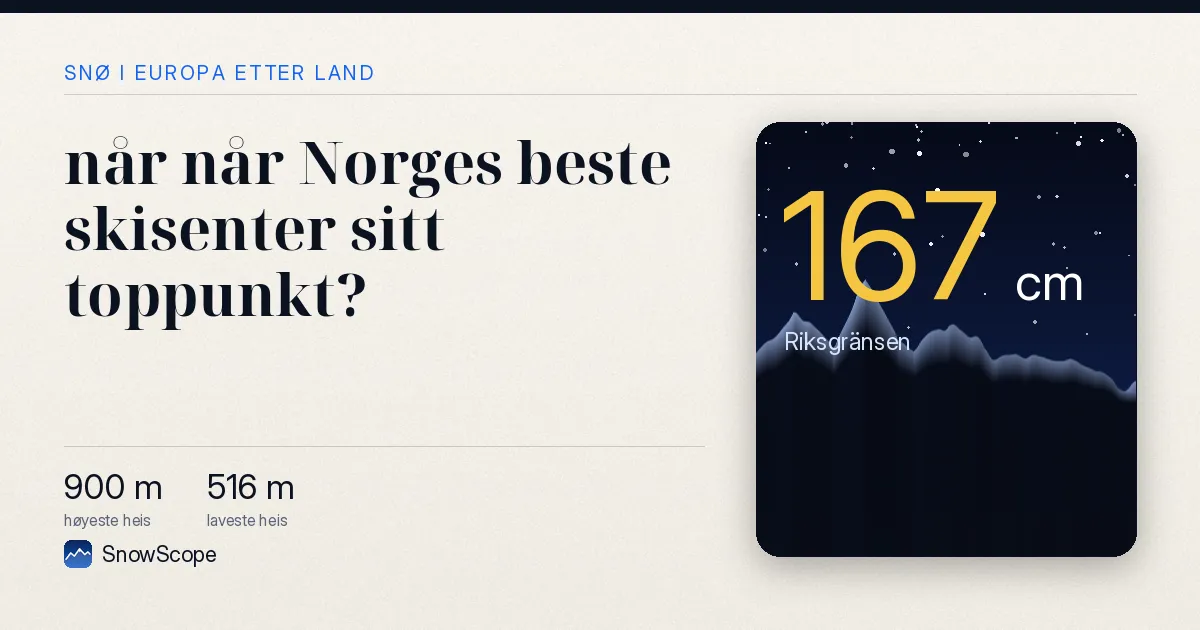 SNØ I EUROPA ETTER LAND
når når Norges beste
skisenter sitt
toppunkt?
167 cm
Riksgränsen
900 m
høyeste heis
516 m
laveste heis
SnowScope